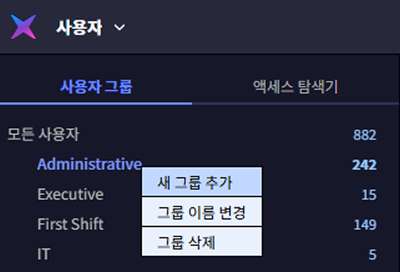 사용자
사용자 그룹 액세스 탐색기
모든 사용자 882
Administrative 242
새 그룹 추가
Executive 15
그룹 이름 변경
First Shift 149
그룹 삭제
IT 5